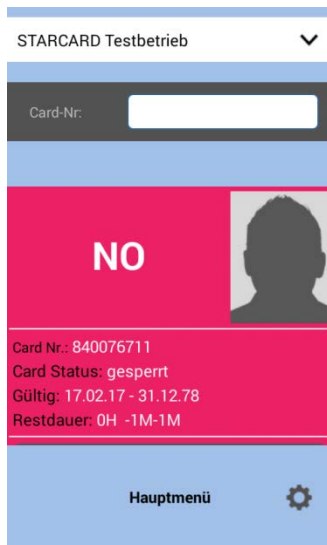 STARCARD Testbetrieb
Card-Nr:
NO
Card Nr.: 840076711
Card Status: gesperrt
Gültig: 17.02.17 - 31.12.78
Restdauer: 0H -1M-1M
Hauptmenü